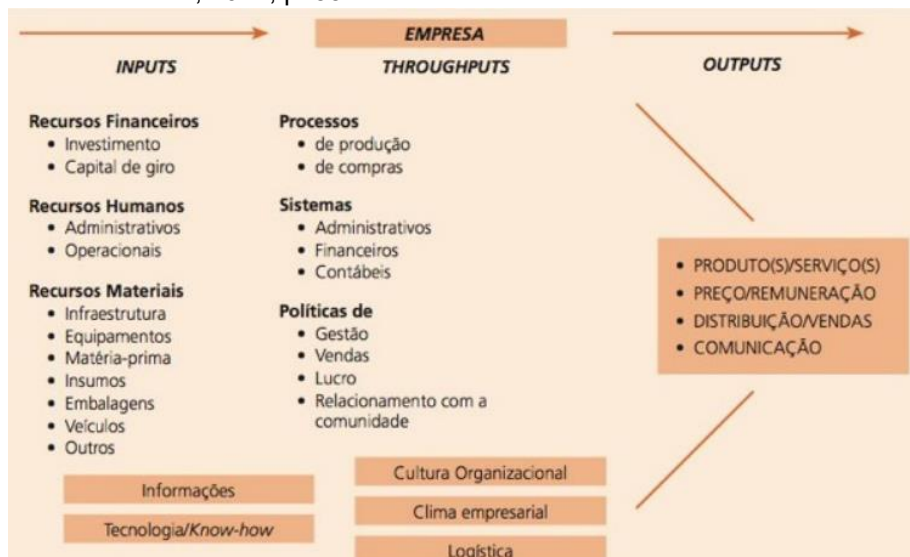 EMPRESA
INPUTS
THROUGHPUTS
OUTPUTS
Recursos Financeiros
• Investimento
• Capital de giro
Recursos Humanos
• Administrativos
• Operacionais
Recursos Materiais
• Infraestrutura
• Equipamentos
• Matéria-prima
• Insumos
• Embalagens
• Veículos
• Outros
Informações
Tecnologia/Know-how
Processos
• de produção
• de compras
Sistemas
• Administrativos
• Financeiros
• Contábeis
Políticas de
• Gestão
• Vendas
• Lucro
• Relacionamento com a
comunidade
Cultura Organizacional
Clima empresarial
Logística
• PRODUTO(S)/SERVIÇO(S)
• PREÇO/REMUNERAÇÃO
• DISTRIBUIÇÃO/VENDAS
• COMUNICAÇÃO